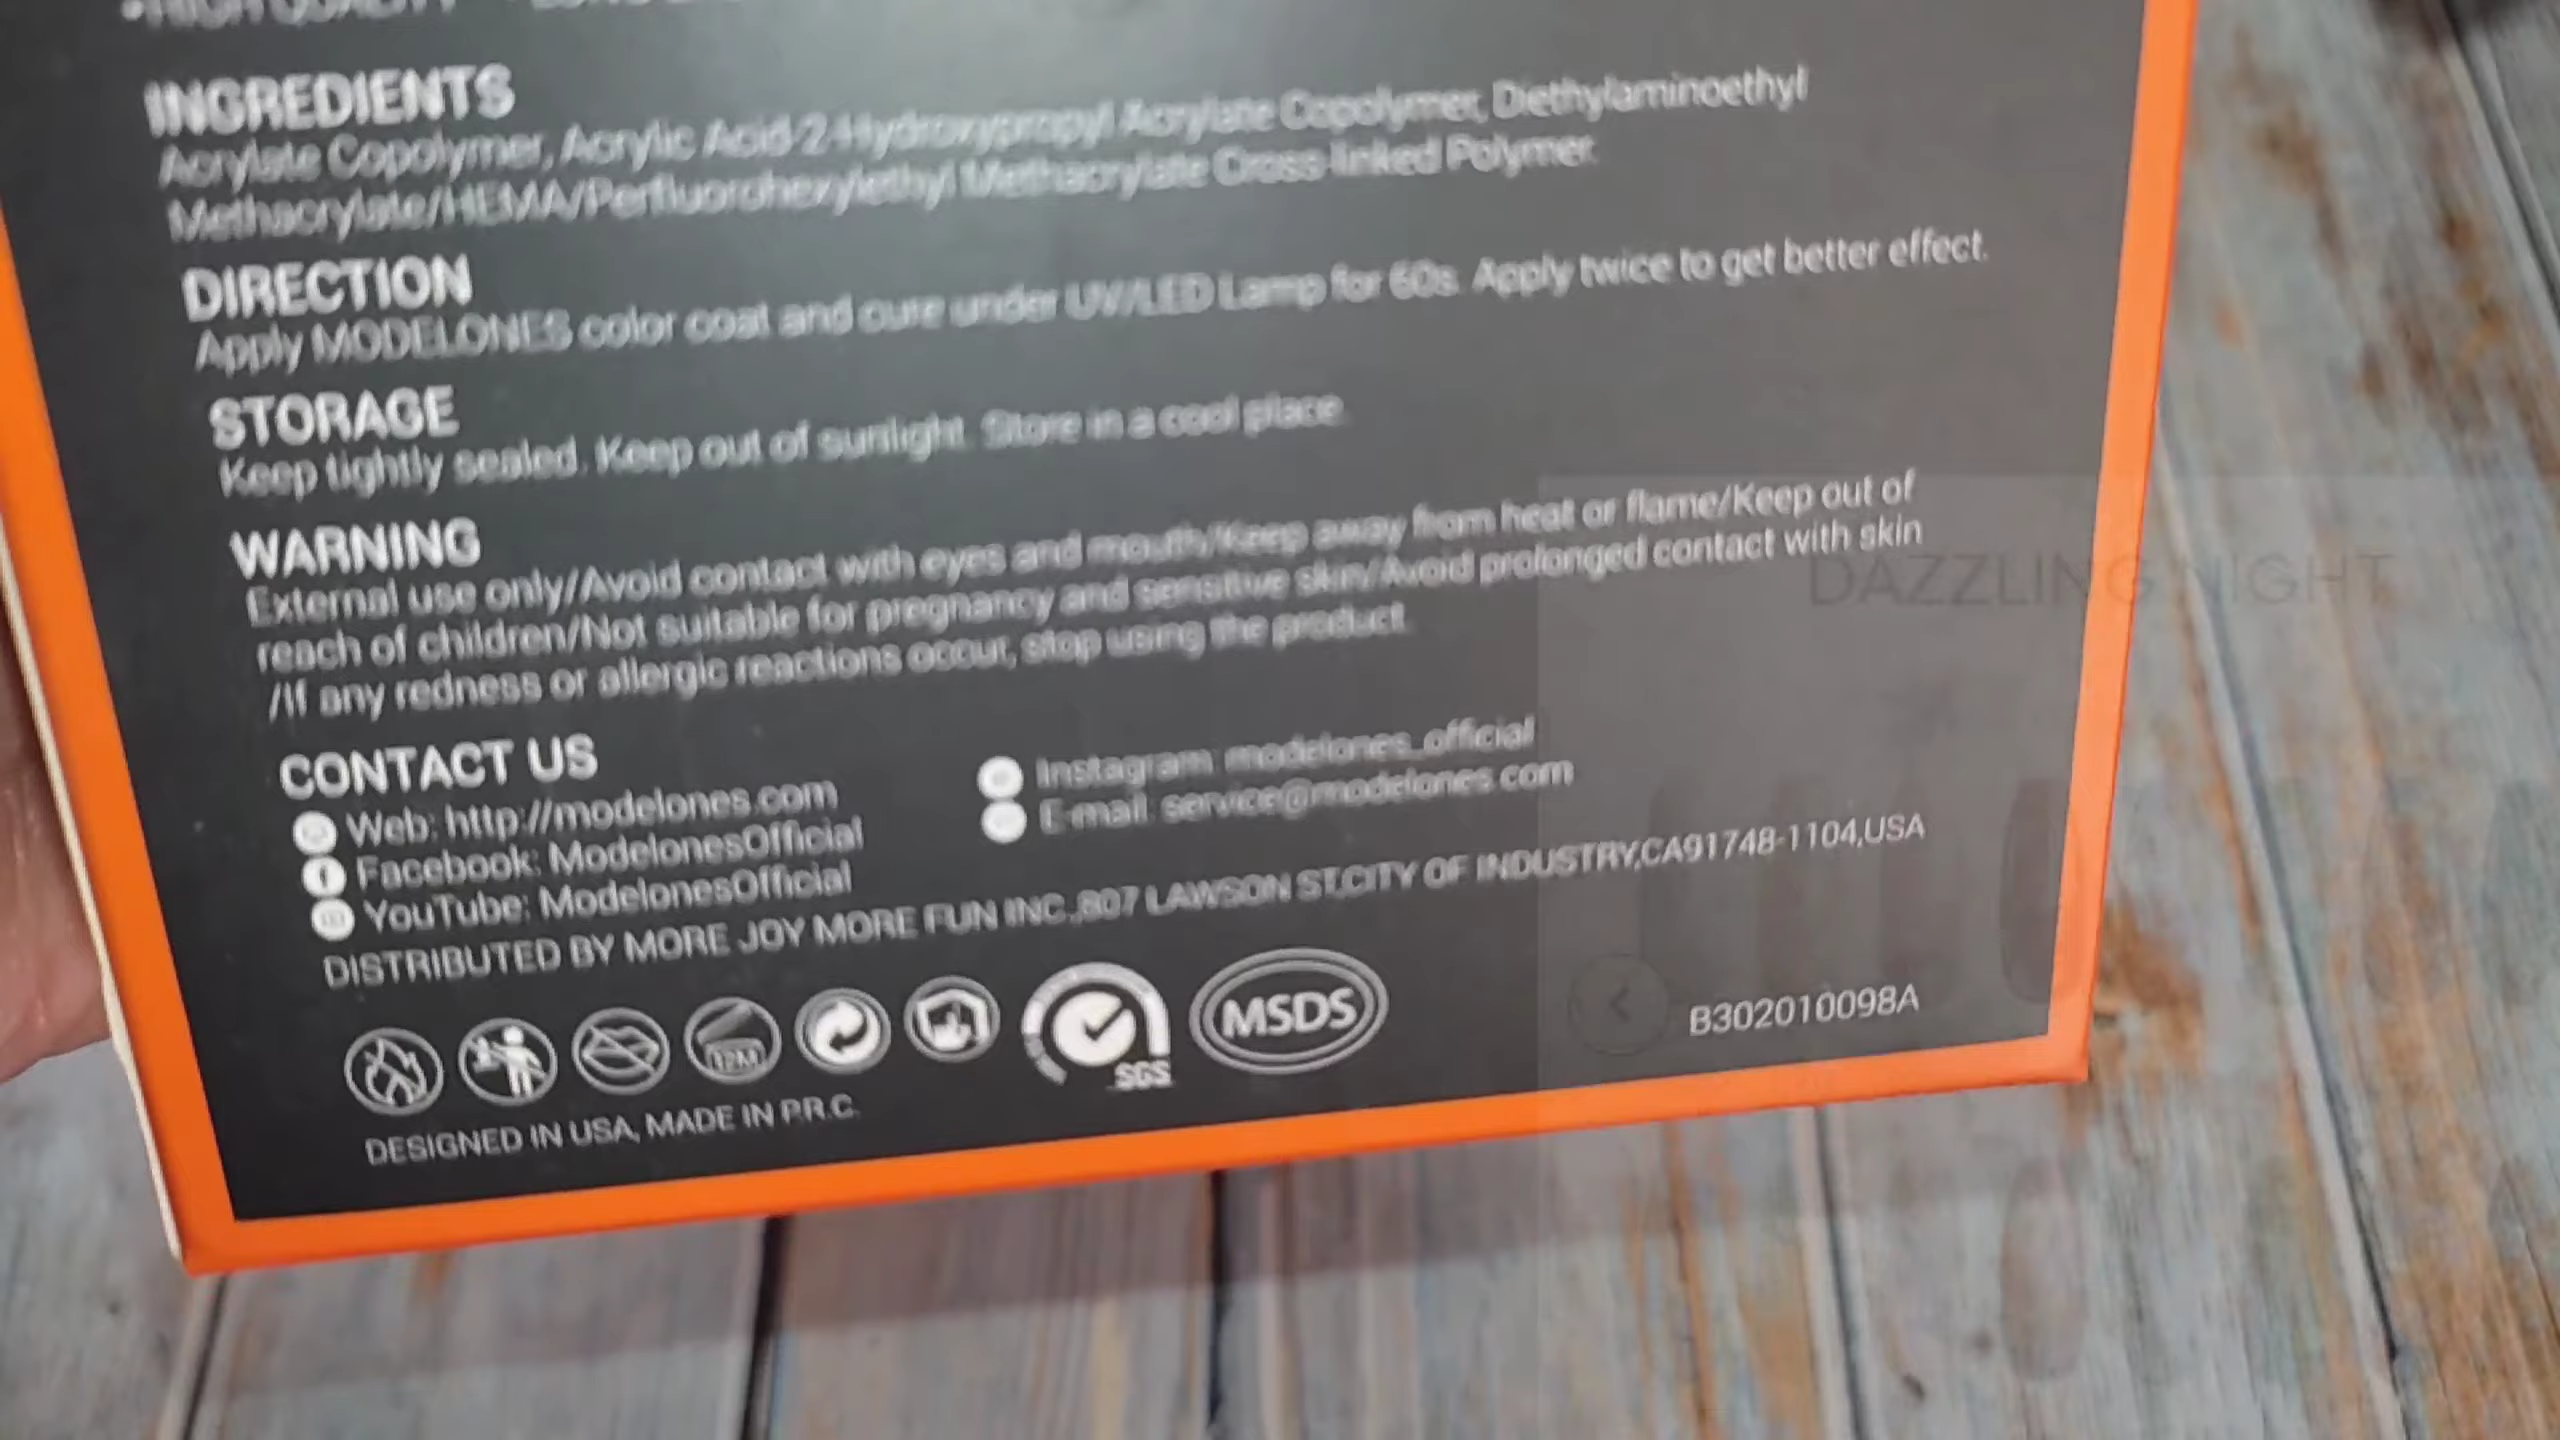 •HIGH QUALITY
INGREDIENTS
Acrylate Copolymer, Acrylic Acid-2-Hydroxypropyl Acrylate Copolymer, Diethylaminoethyl
Methacrylate/HEMA/Perfluorohexylethyl Methacrylate Cross-linked Polymer.
DIRECTION
Apply MODELONES color coat and cure under UV/LED Lamp for 60s. Apply twice to get better effect.
STORAGE
Keep tightly sealed. Keep out of sunlight. Store in a cool place.
WARNING
External use only/Avoid contact with eyes and mouth/Keep away from heat or flame/Keep out of
reach of children/Not suitable for pregnancy and sensitive skin/Avoid prolonged contact with skin
/If any redness or allergic reactions occur, stop using the product.
CONTACT US
Web: http://modelones.com
Facebook: ModelonesOfficial
YouTube: ModelonesOfficial
Instagram: modelones_official
E-mail: service@modelones.com
DISTRIBUTED BY MORE JOY MORE FUN INC.,807 LAWSON ST.CITY OF INDUSTRY,CA91748-1104,USA
12M
SGS
MSDS
B302010098A
DESIGNED IN USA, MADE IN P.R.C.
DAZZLING NIGHT